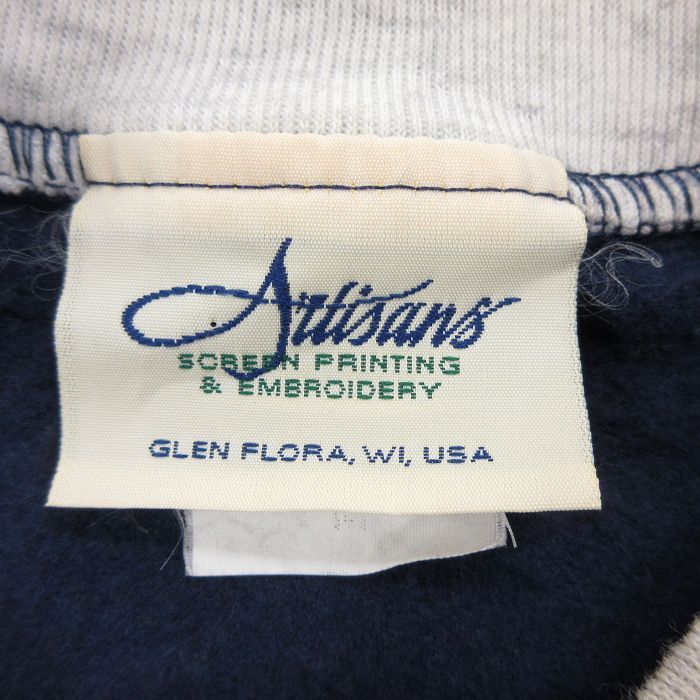 Artisans
SCREEN PRINTING
& EMBROIDERY
GLEN FLORA, WI, USA